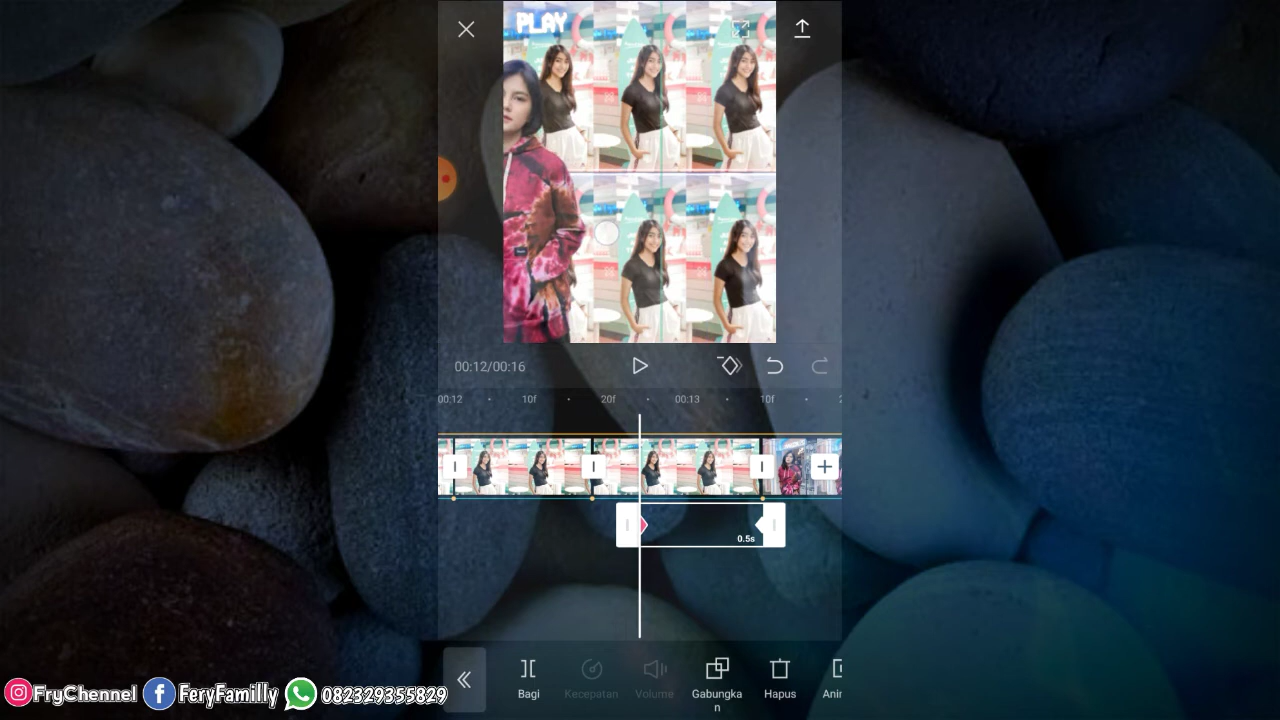 PLAY
00:12/00:16
00:12
10f
20f
00:13
10f
0.5s
Bagi
Kecepatan
Volume
Gabungka
n
Hapus
Anir
FryChennel
FeryFamilly
082329355829